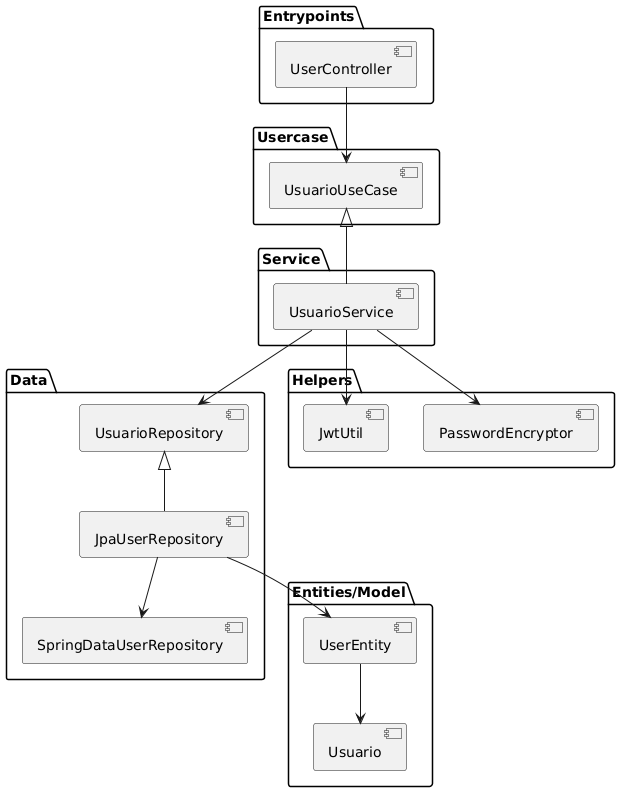 Entrypoints
UserController
Usercase
UsuarioUseCase
Service
UsuarioService
Data
Helpers
UsuarioRepository
JwtUtil
PasswordEncryptor
JpaUserRepository
Entities/Model
SpringDataUserRepository
UserEntity
Usuario